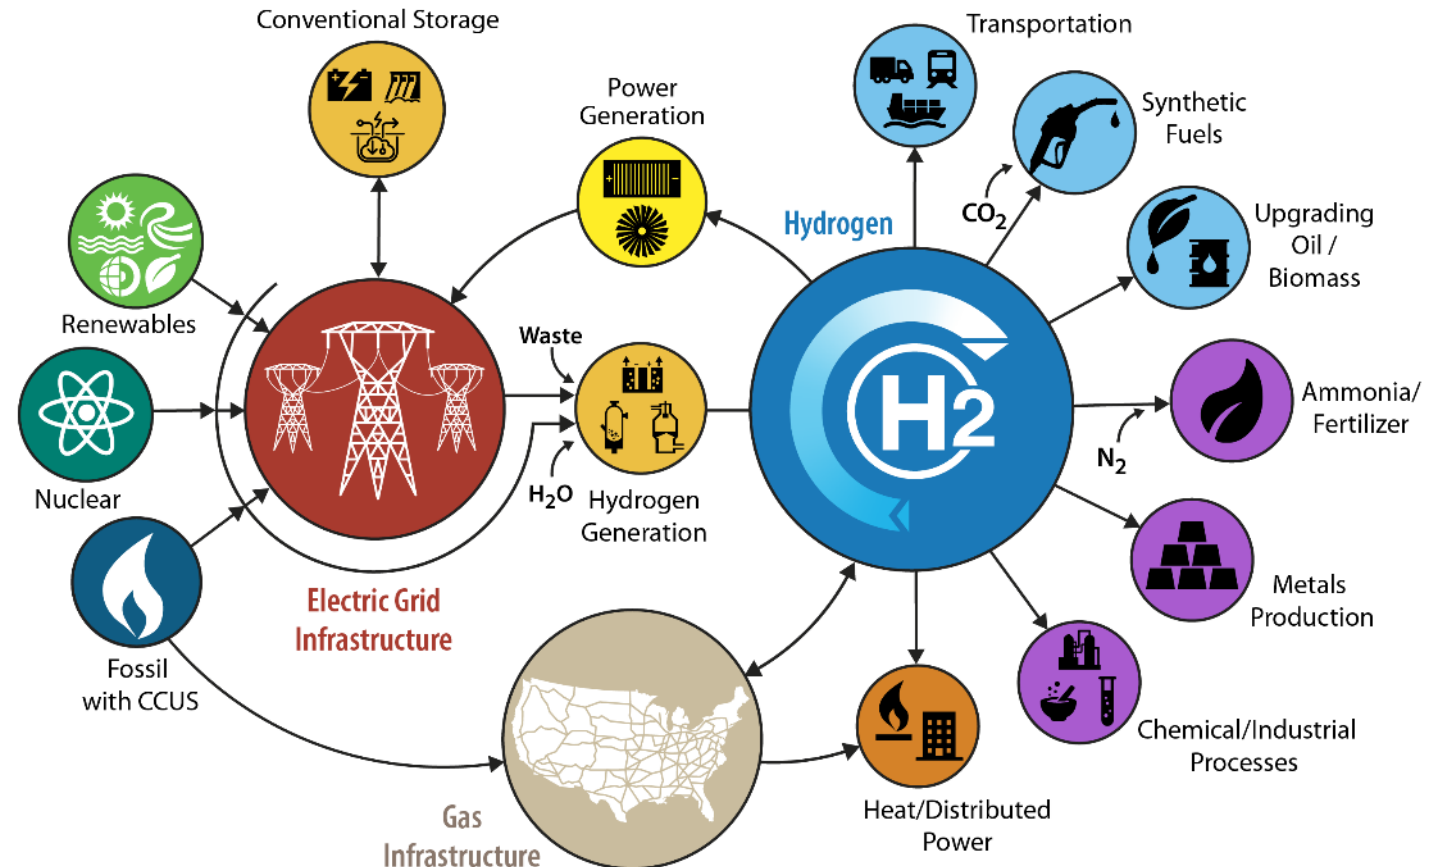 Conventional Storage
Transportation
Power
Generation
Synthetic
Fuels
CO2
Hydrogen
Upgrading
Oil /
Biomass
Renewables
Waste
H2
Ammonia/
Fertilizer
N2
Nuclear
H2O
Hydrogen
Generation
Electric Grid
Infrastructure
Metals
Production
Fossil
with CCUS
Chemical/Industrial
Processes
Gas
Infrastructure
Heat/Distributed
Power